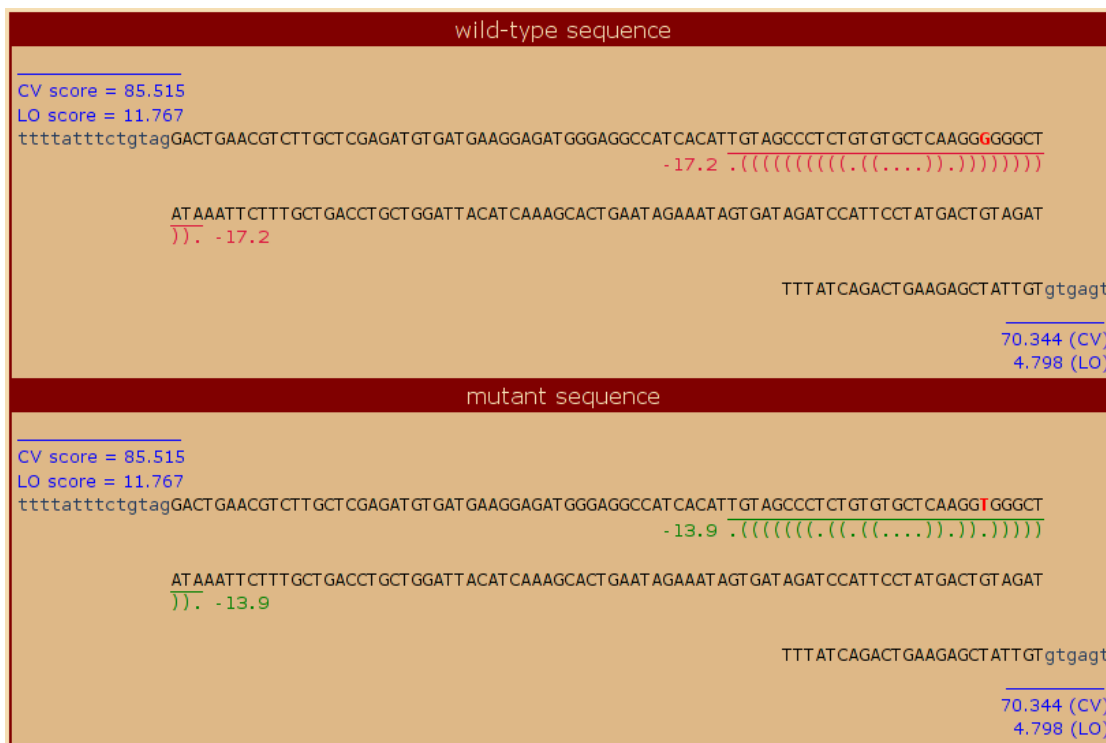 wild-type sequence
CV score = 85.515
LO score = 11.767
ttttatttctgtagGACTGAACGTCTTGCTCGAGATGTGATGAAGGAGATGGGAGGCCATCACATTGTAGCCCTCTGTGTGCTCAAGGGGGGCT
-17.2 .((((((((((.((....)).))))))))
ATAAATTCTTTGCTGACCTGCTGGATTACATCAAAGCACTGAATAGAAATAGTGATAGATCCATTCCTATGACTGTAGAT
)). -17.2
TTTATCAGACTGAAGAGCTATTGTgtgagt
70.344 (CV)
4.798 (LO)
mutant sequence
CV score = 85.515
LO score = 11.767
ttttatttctgtagGACTGAACGTCTTGCTCGAGATGTGATGAAGGAGATGGGAGGCCATCACATTGTAGCCCTCTGTGTGCTCAAGGTGGGCT
-13.9 .(((((((.((.((....)).)).)))))
ATAAATTCTTTGCTGACCTGCTGGATTACATCAAAGCACTGAATAGAAATAGTGATAGATCCATTCCTATGACTGTAGAT
)). -13.9
TTTATCAGACTGAAGAGCTATTGTgtgagt
70.344 (CV)
4.798 (LO)